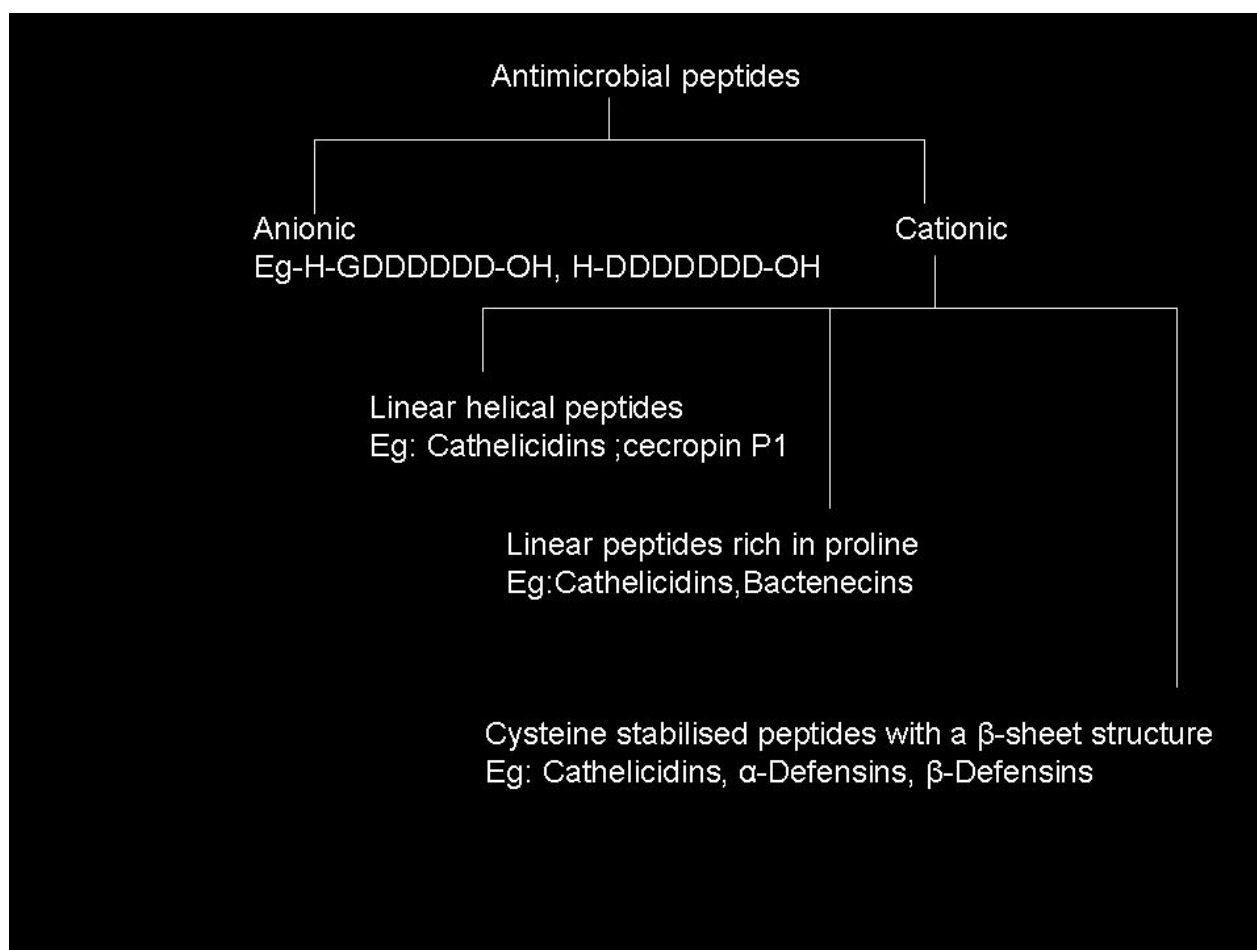 Antimicrobial peptides
Anionic
Eg-H-GDDDDDD-OH, H-DDDDDDD-OH
Cationic
Linear helical peptides
Eg: Cathelicidins ;cecropin P1
Linear peptides rich in proline
Eg:Cathelicidins,Bactenecins
Cysteine stabilised peptides with a β-sheet structure
Eg: Cathelicidins, α-Defensins, β-Defensins